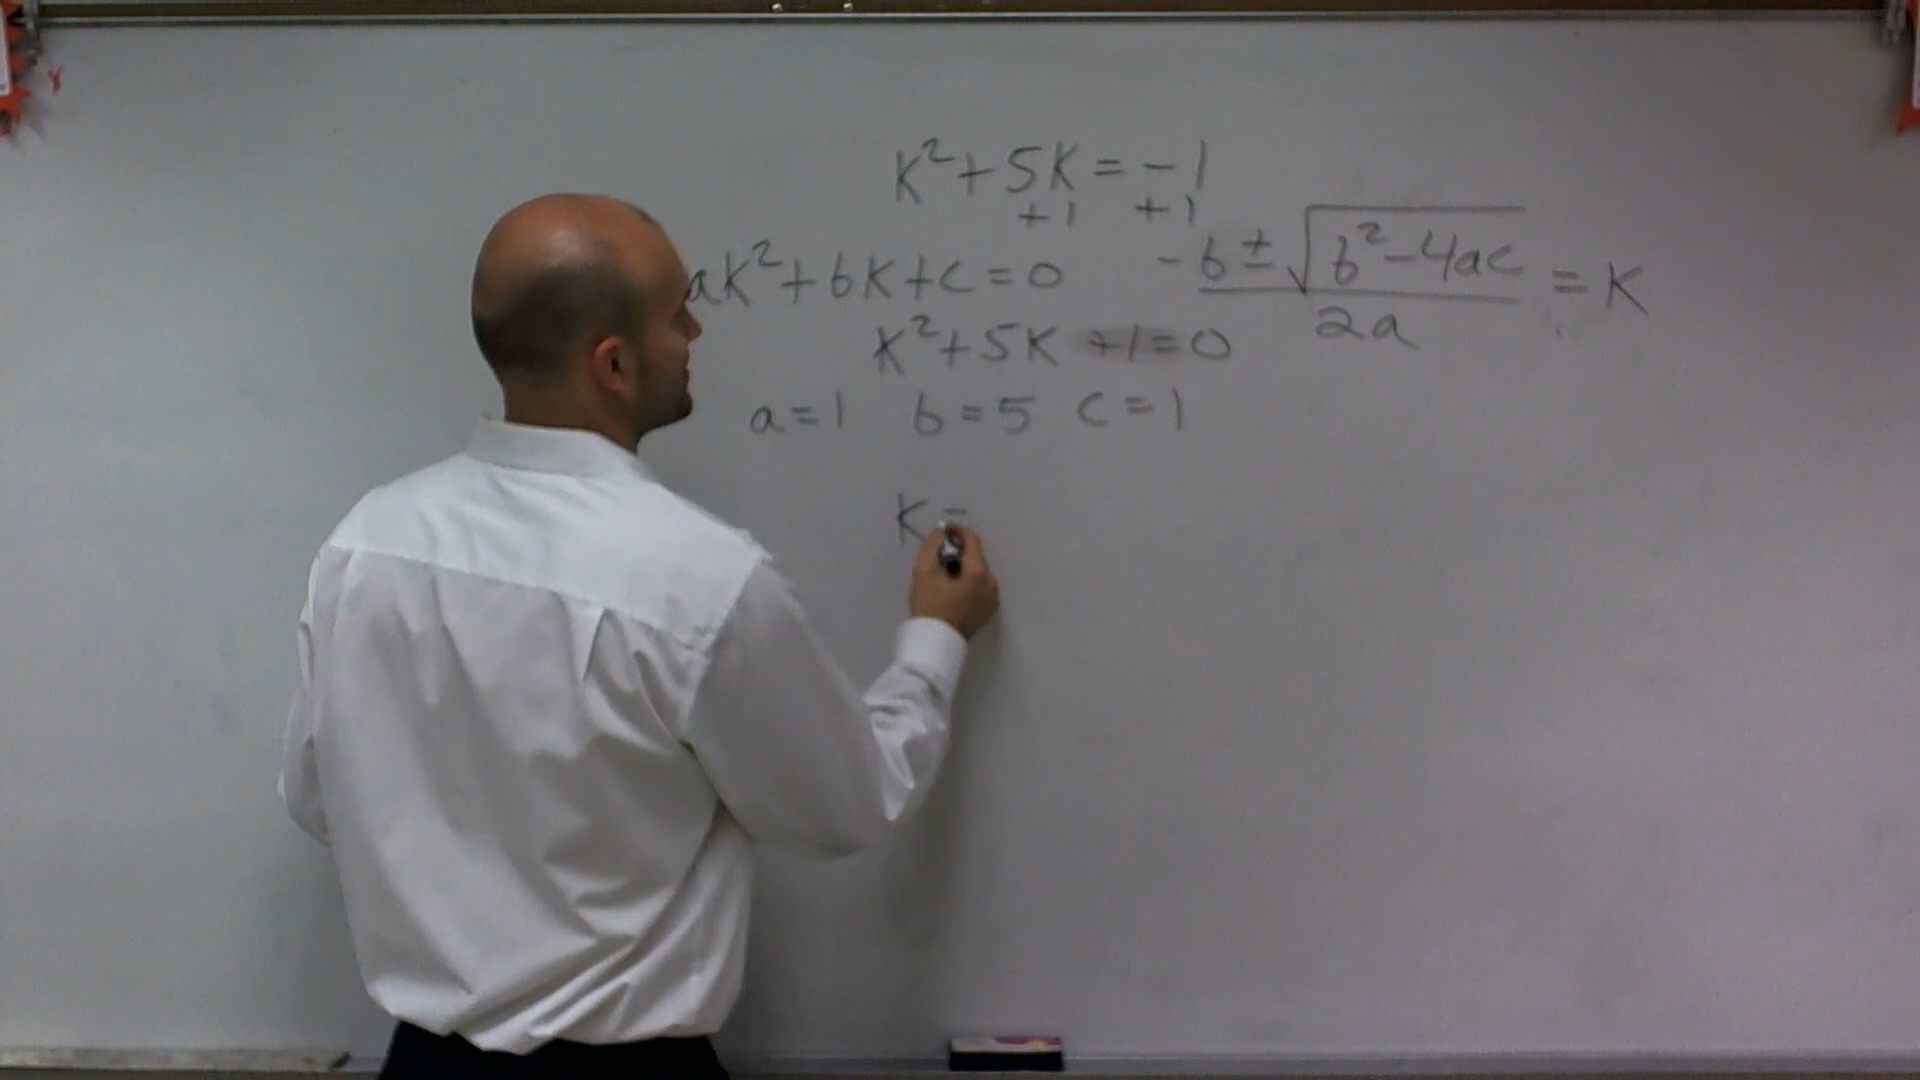 K² + 5K = -1
+1 +1
aK² + bK + c = 0
-b ± √(b² - 4ac) / 2a = K
K² + 5K + 1 = 0
a = 1 b = 5 c = 1
K =